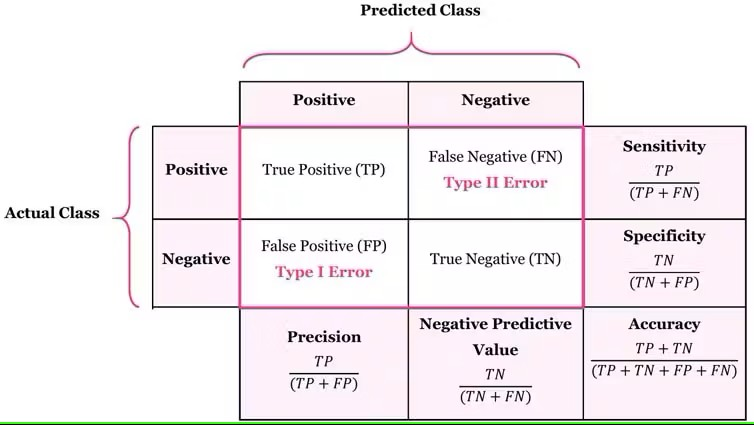 Predicted Class
Positive
Negative
Actual Class
Positive
True Positive (TP)
False Negative (FN)
Type II Error
Sensitivity
TP
(TP + FN)
Negative
False Positive (FP)
Type I Error
True Negative (TN)
Specificity
TN
(TN + FP)
Precision
TP
(TP + FP)
Negative Predictive
Value
TN
(TN + FN)
Accuracy
TP + TN
(TP + TN + FP + FN)